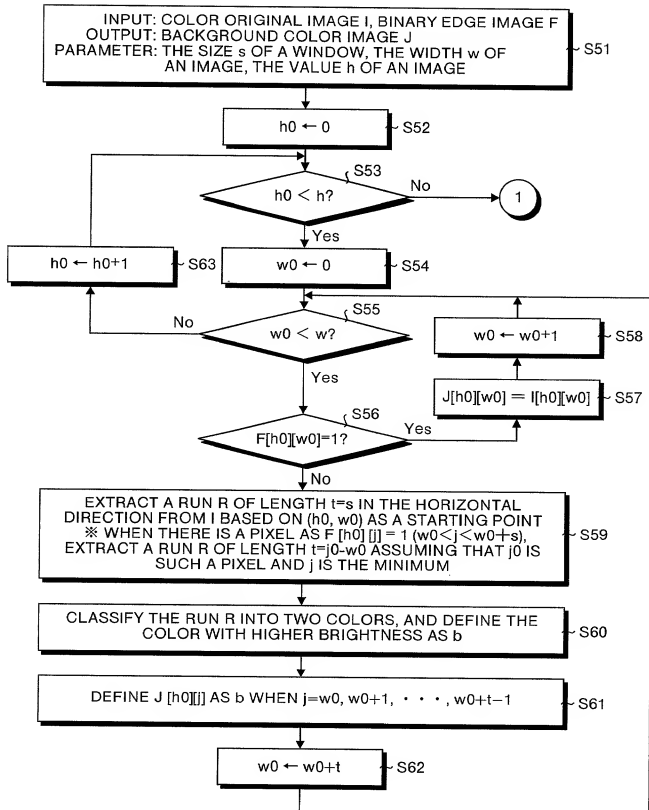 INPUT: COLOR ORIGINAL IMAGE I, BINARY EDGE IMAGE F
OUTPUT: BACKGROUND COLOR IMAGE J
PARAMETER: THE SIZE s OF A WINDOW, THE WIDTH w OF
AN IMAGE, THE VALUE h OF AN IMAGE
S51
h0 ← 0
S52
S53
h0 < h?
No
1
Yes
h0 ← h0+1
S63
w0 ← 0
S54
S55
No
w0 < w?
w0 ← w0+1
S58
Yes
J[h0][w0] = I[h0][w0]
S57
S56
F[h0][w0]=1?
Yes
No
EXTRACT A RUN R OF LENGTH t=s IN THE HORIZONTAL
DIRECTION FROM I BASED ON (h0, w0) AS A STARTING POINT
※ WHEN THERE IS A PIXEL AS F [h0] [j] = 1 (w0<j<w0+s),
EXTRACT A RUN R OF LENGTH t=j0-w0 ASSUMING THAT j0 IS
SUCH A PIXEL AND j IS THE MINIMUM
S59
CLASSIFY THE RUN R INTO TWO COLORS, AND DEFINE THE
COLOR WITH HIGHER BRIGHTNESS AS b
S60
DEFINE J [h0][j] AS b WHEN j=w0, w0+1, ・・・, w0+t−1
S61
w0 ← w0+t
S62